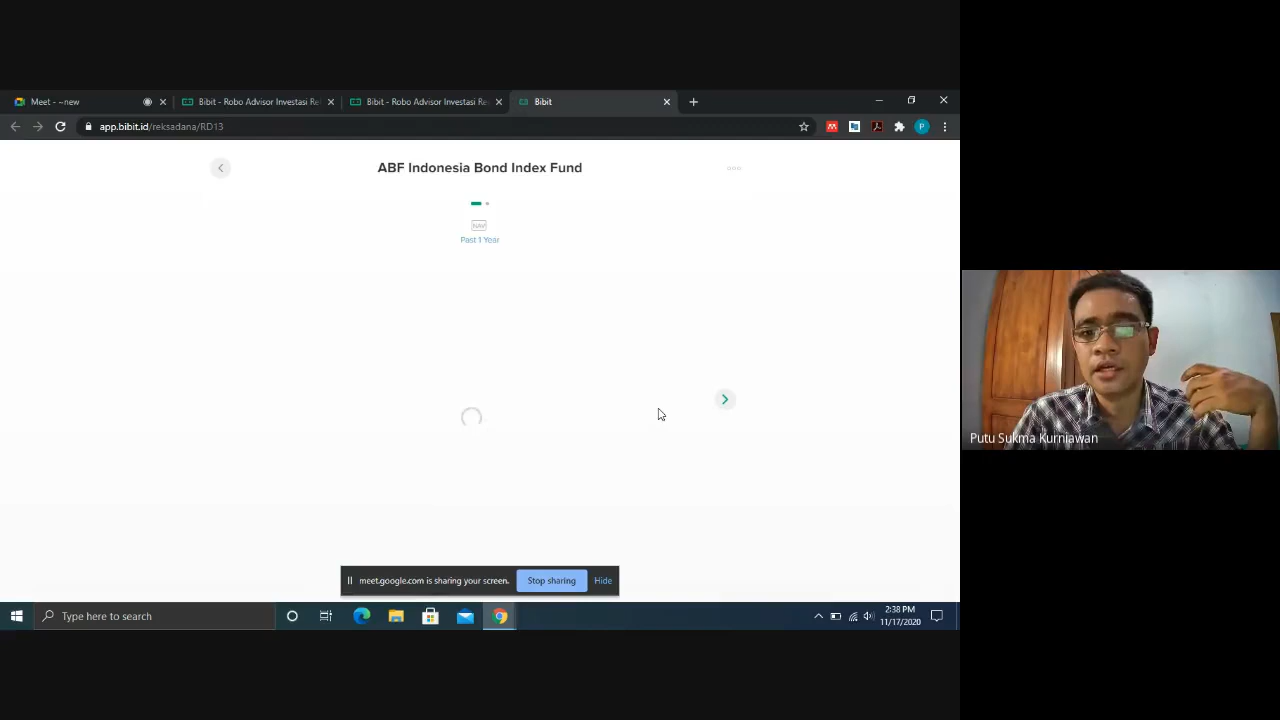 Meet - ~new
Bibit - Robo Advisor Investasi Re
Bibit - Robo Advisor Investasi Re
Bibit
app.bibit.id/reksadana/RD13
P
ABF Indonesia Bond Index Fund
NAV
Past 1 Year
Putu Sukma Kurniawan
meet.google.com is sharing your screen.
Stop sharing
Hide
Type here to search
2:38 PM
11/17/2020